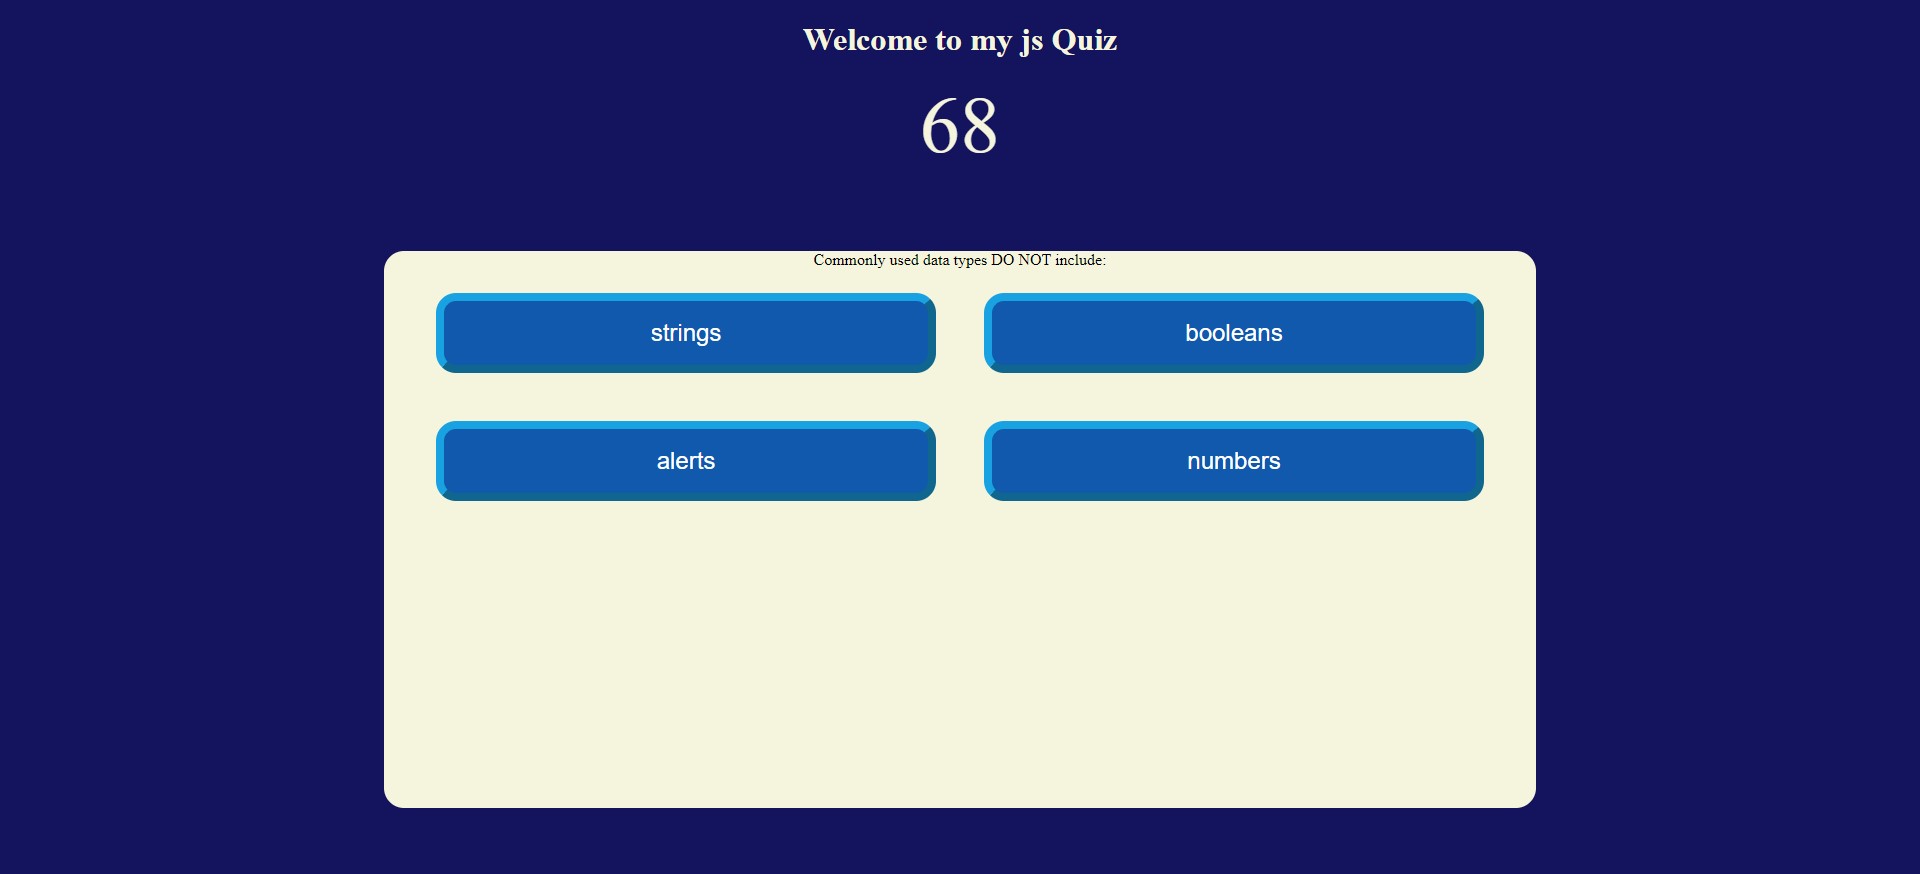 Welcome to my js Quiz
68
Commonly used data types DO NOT include:
strings
booleans
alerts
numbers